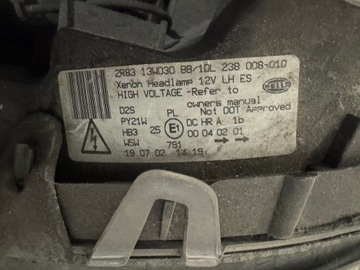 2R83 13W030 BB/1DL 238 008-010
Xenon Headlamp 12V LH ES
HIGH VOLTAGE -Refer to
owners manual
Not DOT Approved
HELLA
D2S
PL
DC HR A 1b
PY21W
25 E1
00 04 02 01
HB3
W5W
791
19.07.02 14.19